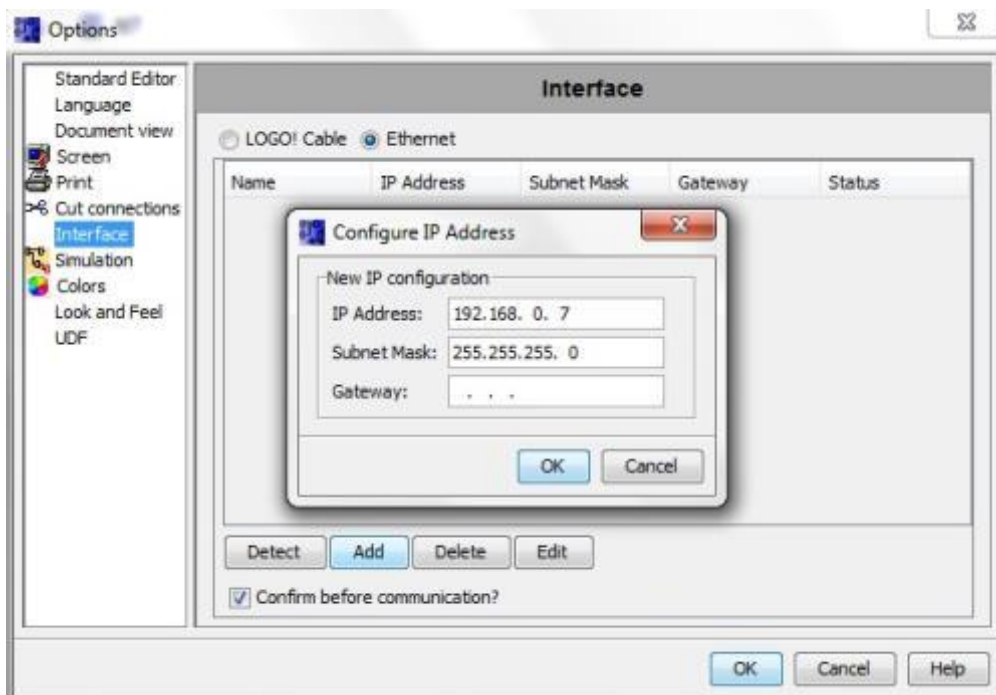 Options
Standard Editor
Language
Document view
Screen
Print
Cut connections
Interface
Simulation
Colors
Look and Feel
UDF
Interface
LOGO! Cable Ethernet
Name IP Address Subnet Mask Gateway Status
Configure IP Address
New IP configuration
IP Address: 192.168. 0. 7
Subnet Mask: 255.255.255. 0
Gateway: . . .
OK Cancel
Detect Add Delete Edit
Confirm before communication?
OK Cancel Help